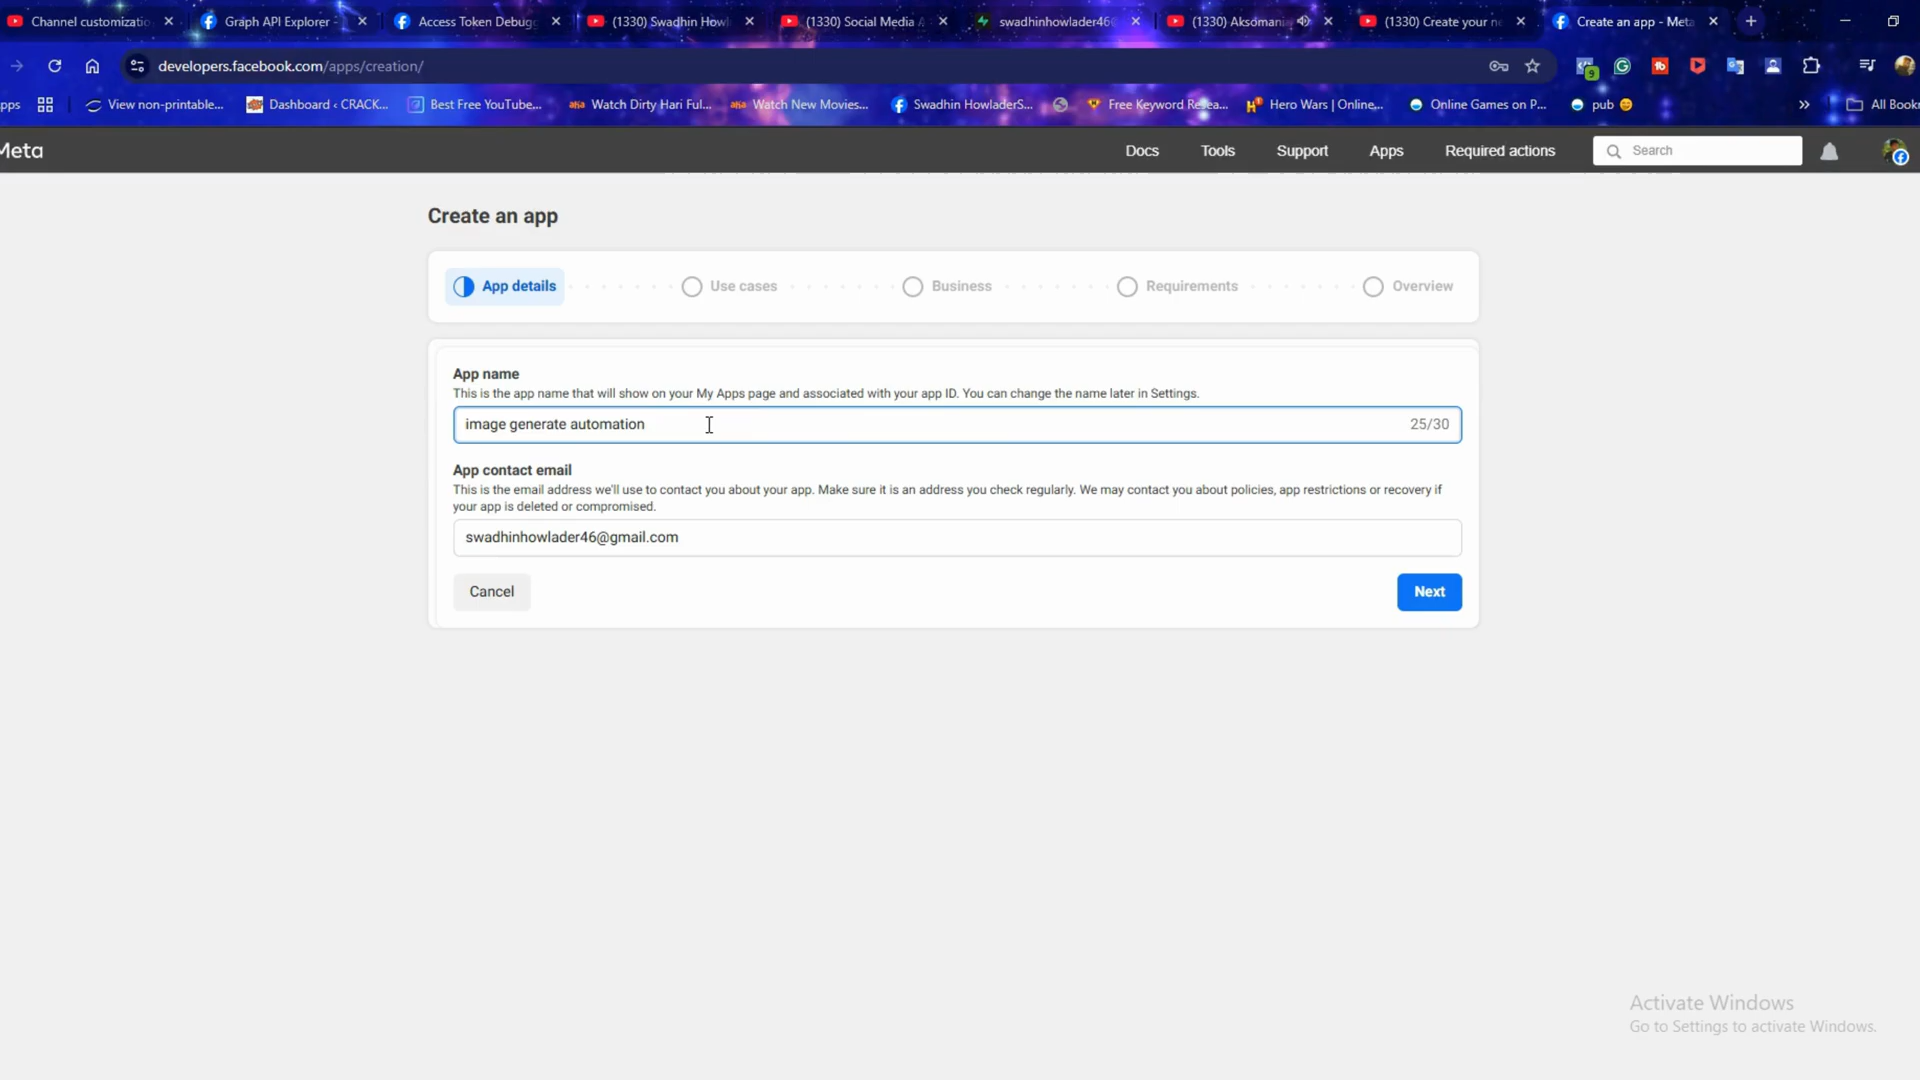 Channel customizatio
Graph API Explorer -
Access Token Debugg
(1330) Swadhin Howl
(1330) Social Media A
swadhinhowlader46@
(1330) Aksomania
(1330) Create your n
Create an app - Meta
developers.facebook.com/apps/creation/
9
pps
View non-printable...
Dashboard ‹ CRACK...
Best Free YouTube,...
Watch Dirty Hari Ful...
Watch New Movies...
Swadhin HowladerS...
Free Keyword Resea...
Hero Wars | Online...
Online Games on P...
pub
All Bookr
Meta
Docs
Tools
Support
Apps
Required actions
Search
Create an app
App details
Use cases
Business
Requirements
Overview
App name
This is the app name that will show on your My Apps page and associated with your app ID. You can change the name later in Settings.
image generate automation
25/30
App contact email
This is the email address we'll use to contact you about your app. Make sure it is an address you check regularly. We may contact you about policies, app restrictions or recovery if
your app is deleted or compromised.
swadhinhowlader46@gmail.com
Cancel
Next
Activate Windows
Go to Settings to activate Windows.